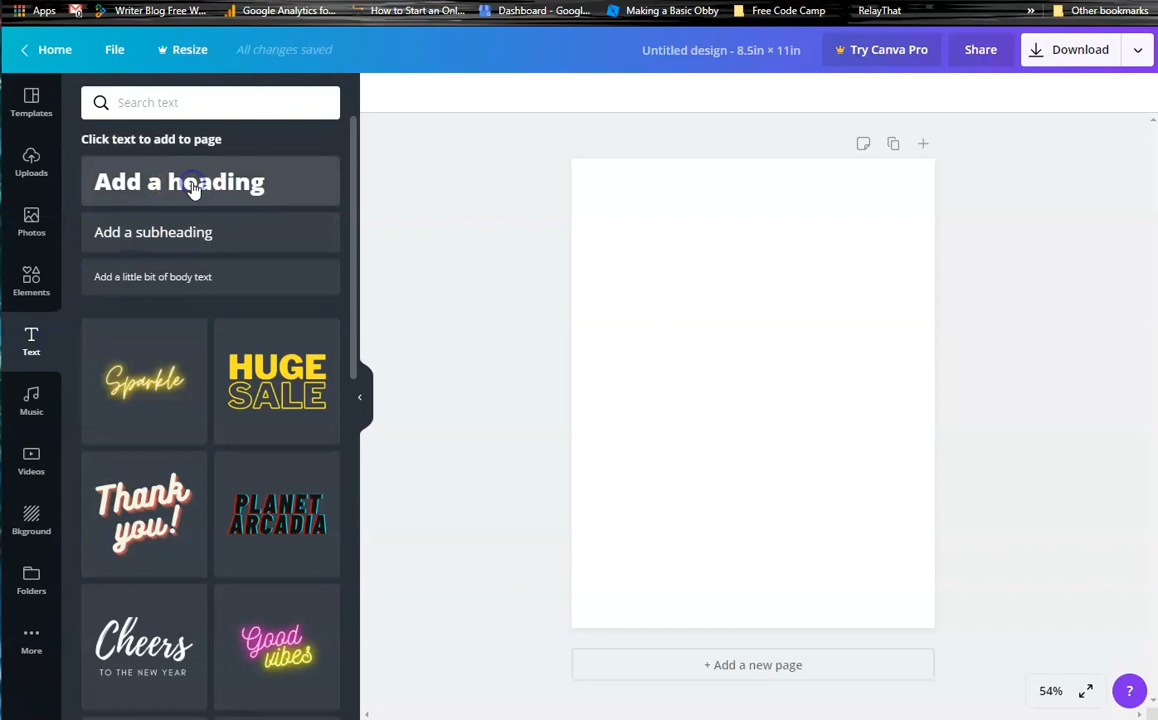 Apps
Writer Blog Free W...
Google Analytics fo...
How to Start an Onl...
Dashboard – Googl...
Making a Basic Obby
Free Code Camp
RelayThat
»
Other bookmarks
Home
File
Resize
All changes saved
Untitled design - 8.5in × 11in
Try Canva Pro
Share
Download
Templates
Uploads
Photos
Elements
Text
Music
Videos
Bkground
Folders
More
Search text
Click text to add to page
Add a heading
Add a subheading
Add a little bit of body text
Sparkle
HUGE
SALE
Thank
you!
PLANET
ARCADIA
Cheers
TO THE NEW YEAR
Good
vibes
+ Add a new page
54%
?